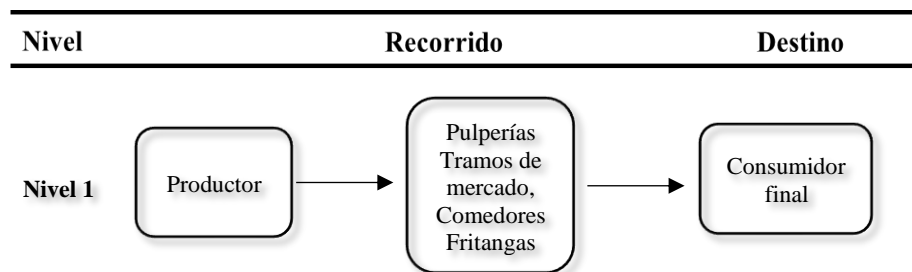 Nivel Recorrido Destino
Nivel 1
Productor
Pulperías
Tramos de
mercado,
Comedores
Fritangas
Consumidor
final